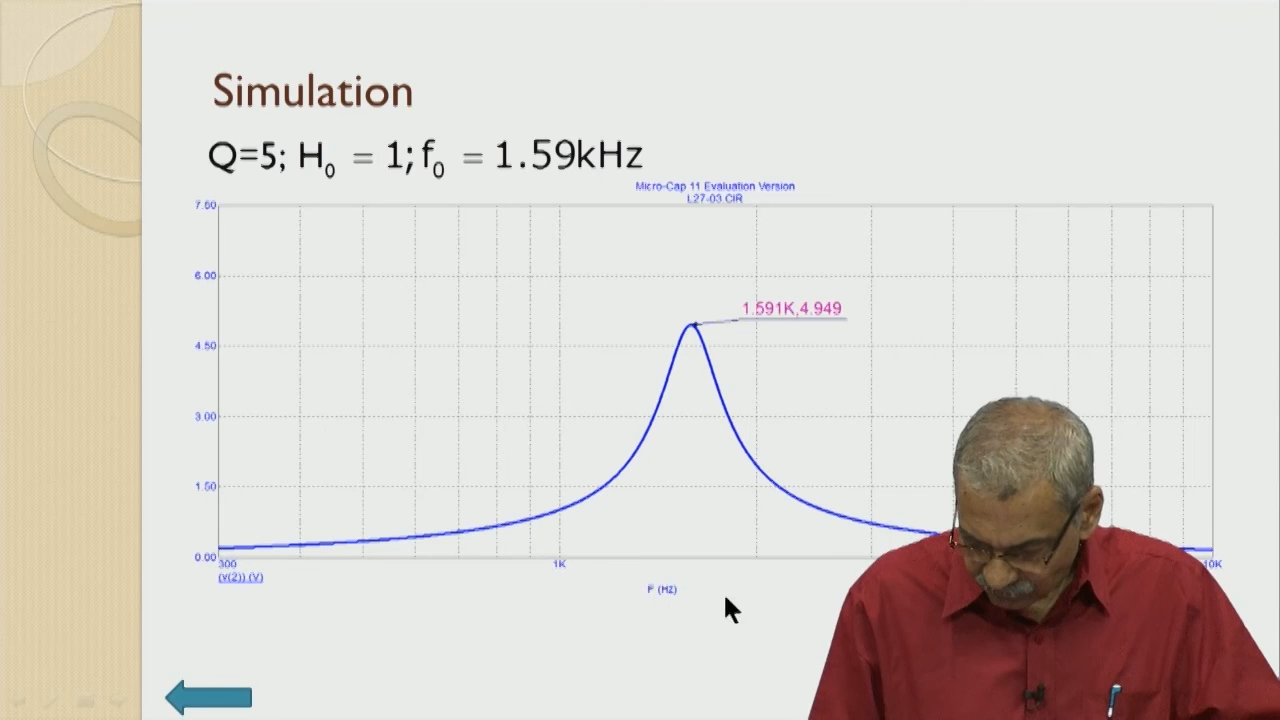 Simulation
Q=5; H0 = 1; f0 = 1.59kHz
Micro-Cap 11 Evaluation Version
L27-03.CIR
7.50
6.00
1.591K,4.949
4.50
3.00
1.50
0.00
300
1K
10K
(v(2)) (V)
F (Hz)